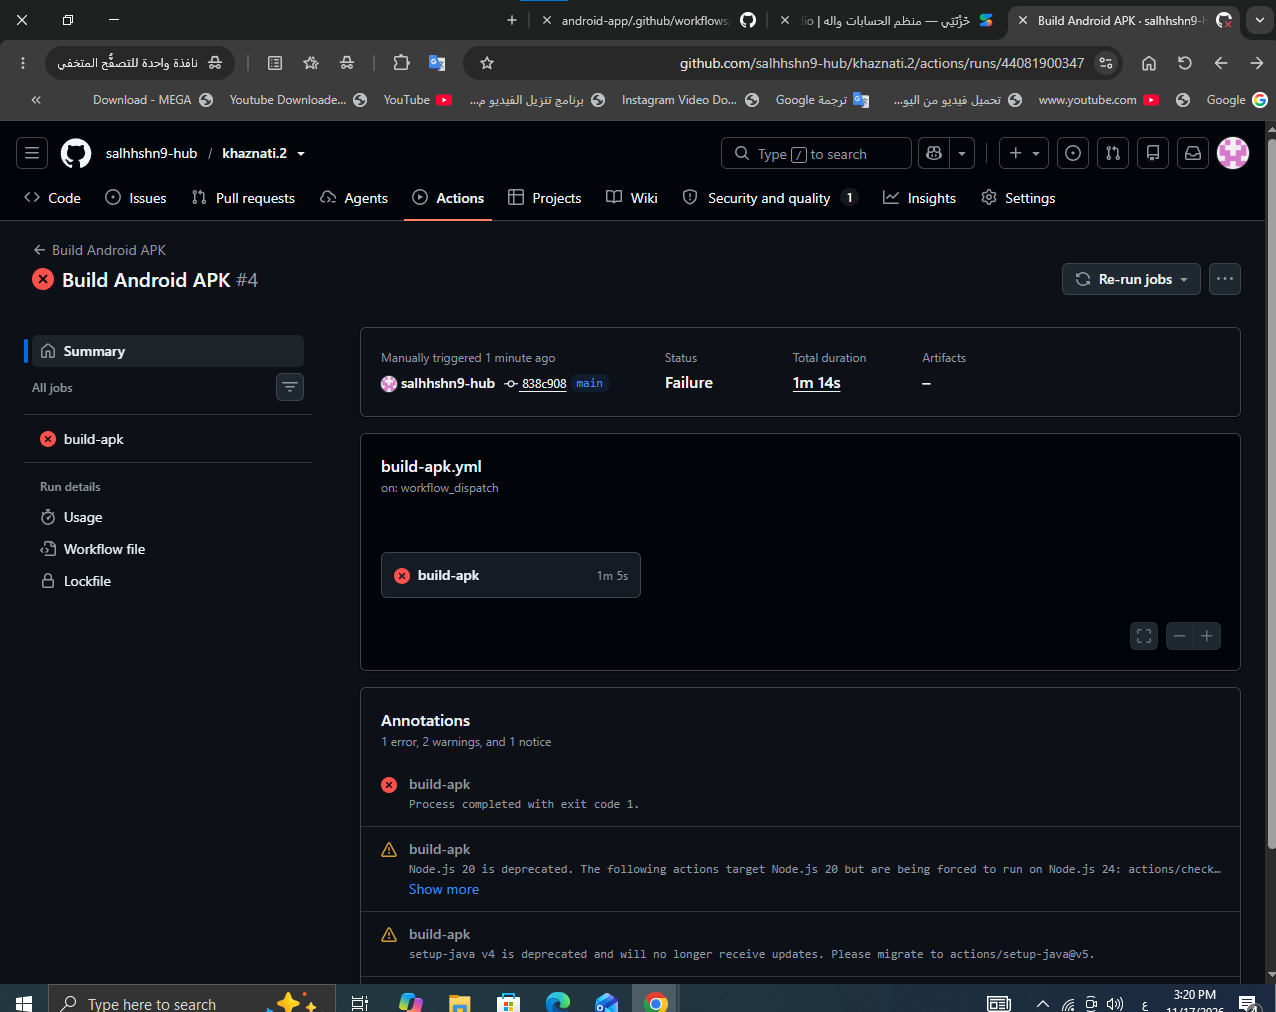 android-app/.github/workflows
خَزْنَتِي — منظم الحسابات واله | io
Build Android APK · salhhshn9-h
نافذة واحدة للتصفُّح المتخفي
github.com/salhhshn9-hub/khaznati.2/actions/runs/44081900347
Download - MEGA
Youtube Downloade...
YouTube
برنامج تنزيل الفيديو م...
Instagram Video Do...
ترجمة Google
تحميل فيديو من اليو...
www.youtube.com
Google
salhhshn9-hub / khaznati.2
Type / to search
Code
Issues
Pull requests
Agents
Actions
Projects
Wiki
Security and quality 1
Insights
Settings
Build Android APK
Build Android APK #4
Re-run jobs
Summary
All jobs
build-apk
Run details
Usage
Workflow file
Lockfile
Manually triggered 1 minute ago
salhhshn9-hub 838c908 main
Status
Failure
Total duration
1m 14s
Artifacts
–
build-apk.yml
on: workflow_dispatch
build-apk 1m 5s
Annotations
1 error, 2 warnings, and 1 notice
build-apk
Process completed with exit code 1.
build-apk
Node.js 20 is deprecated. The following actions target Node.js 20 but are being forced to run on Node.js 24: actions/check…
Show more
build-apk
setup-java v4 is deprecated and will no longer receive updates. Please migrate to actions/setup-java@v5.
Type here to search
ع
3:20 PM
11/17/2026
4